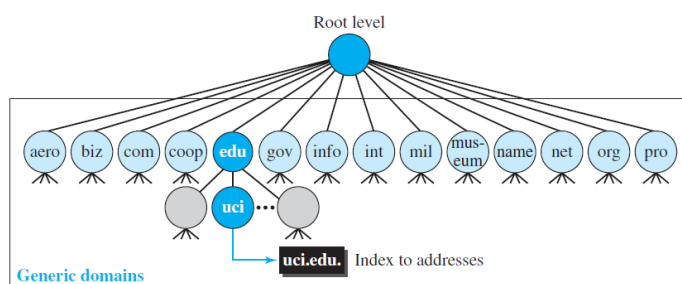 Root level
aero biz com coop edu gov info int mil mus-
eum name net org pro
uci
uci.edu. Index to addresses
Generic domains